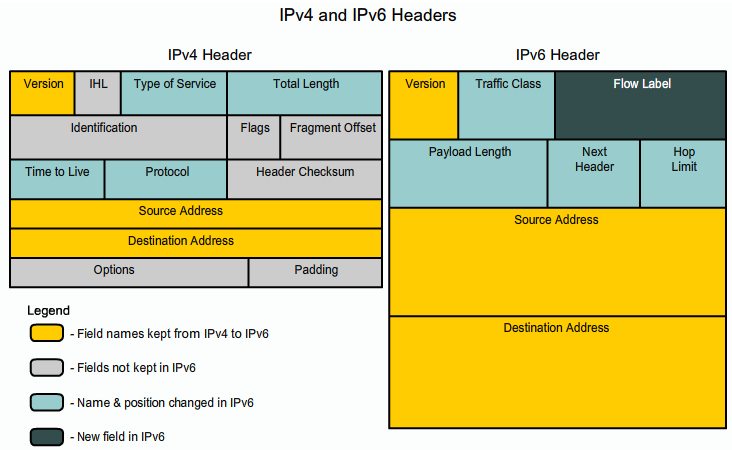 IPv4 and IPv6 Headers
IPv4 Header
Version IHL Type of Service Total Length
Identification Flags Fragment Offset
Time to Live Protocol Header Checksum
Source Address
Destination Address
Options Padding
IPv6 Header
Version Traffic Class Flow Label
Payload Length Next Header Hop Limit
Source Address
Destination Address
Legend
- Field names kept from IPv4 to IPv6
- Fields not kept in IPv6
- Name & position changed in IPv6
- New field in IPv6